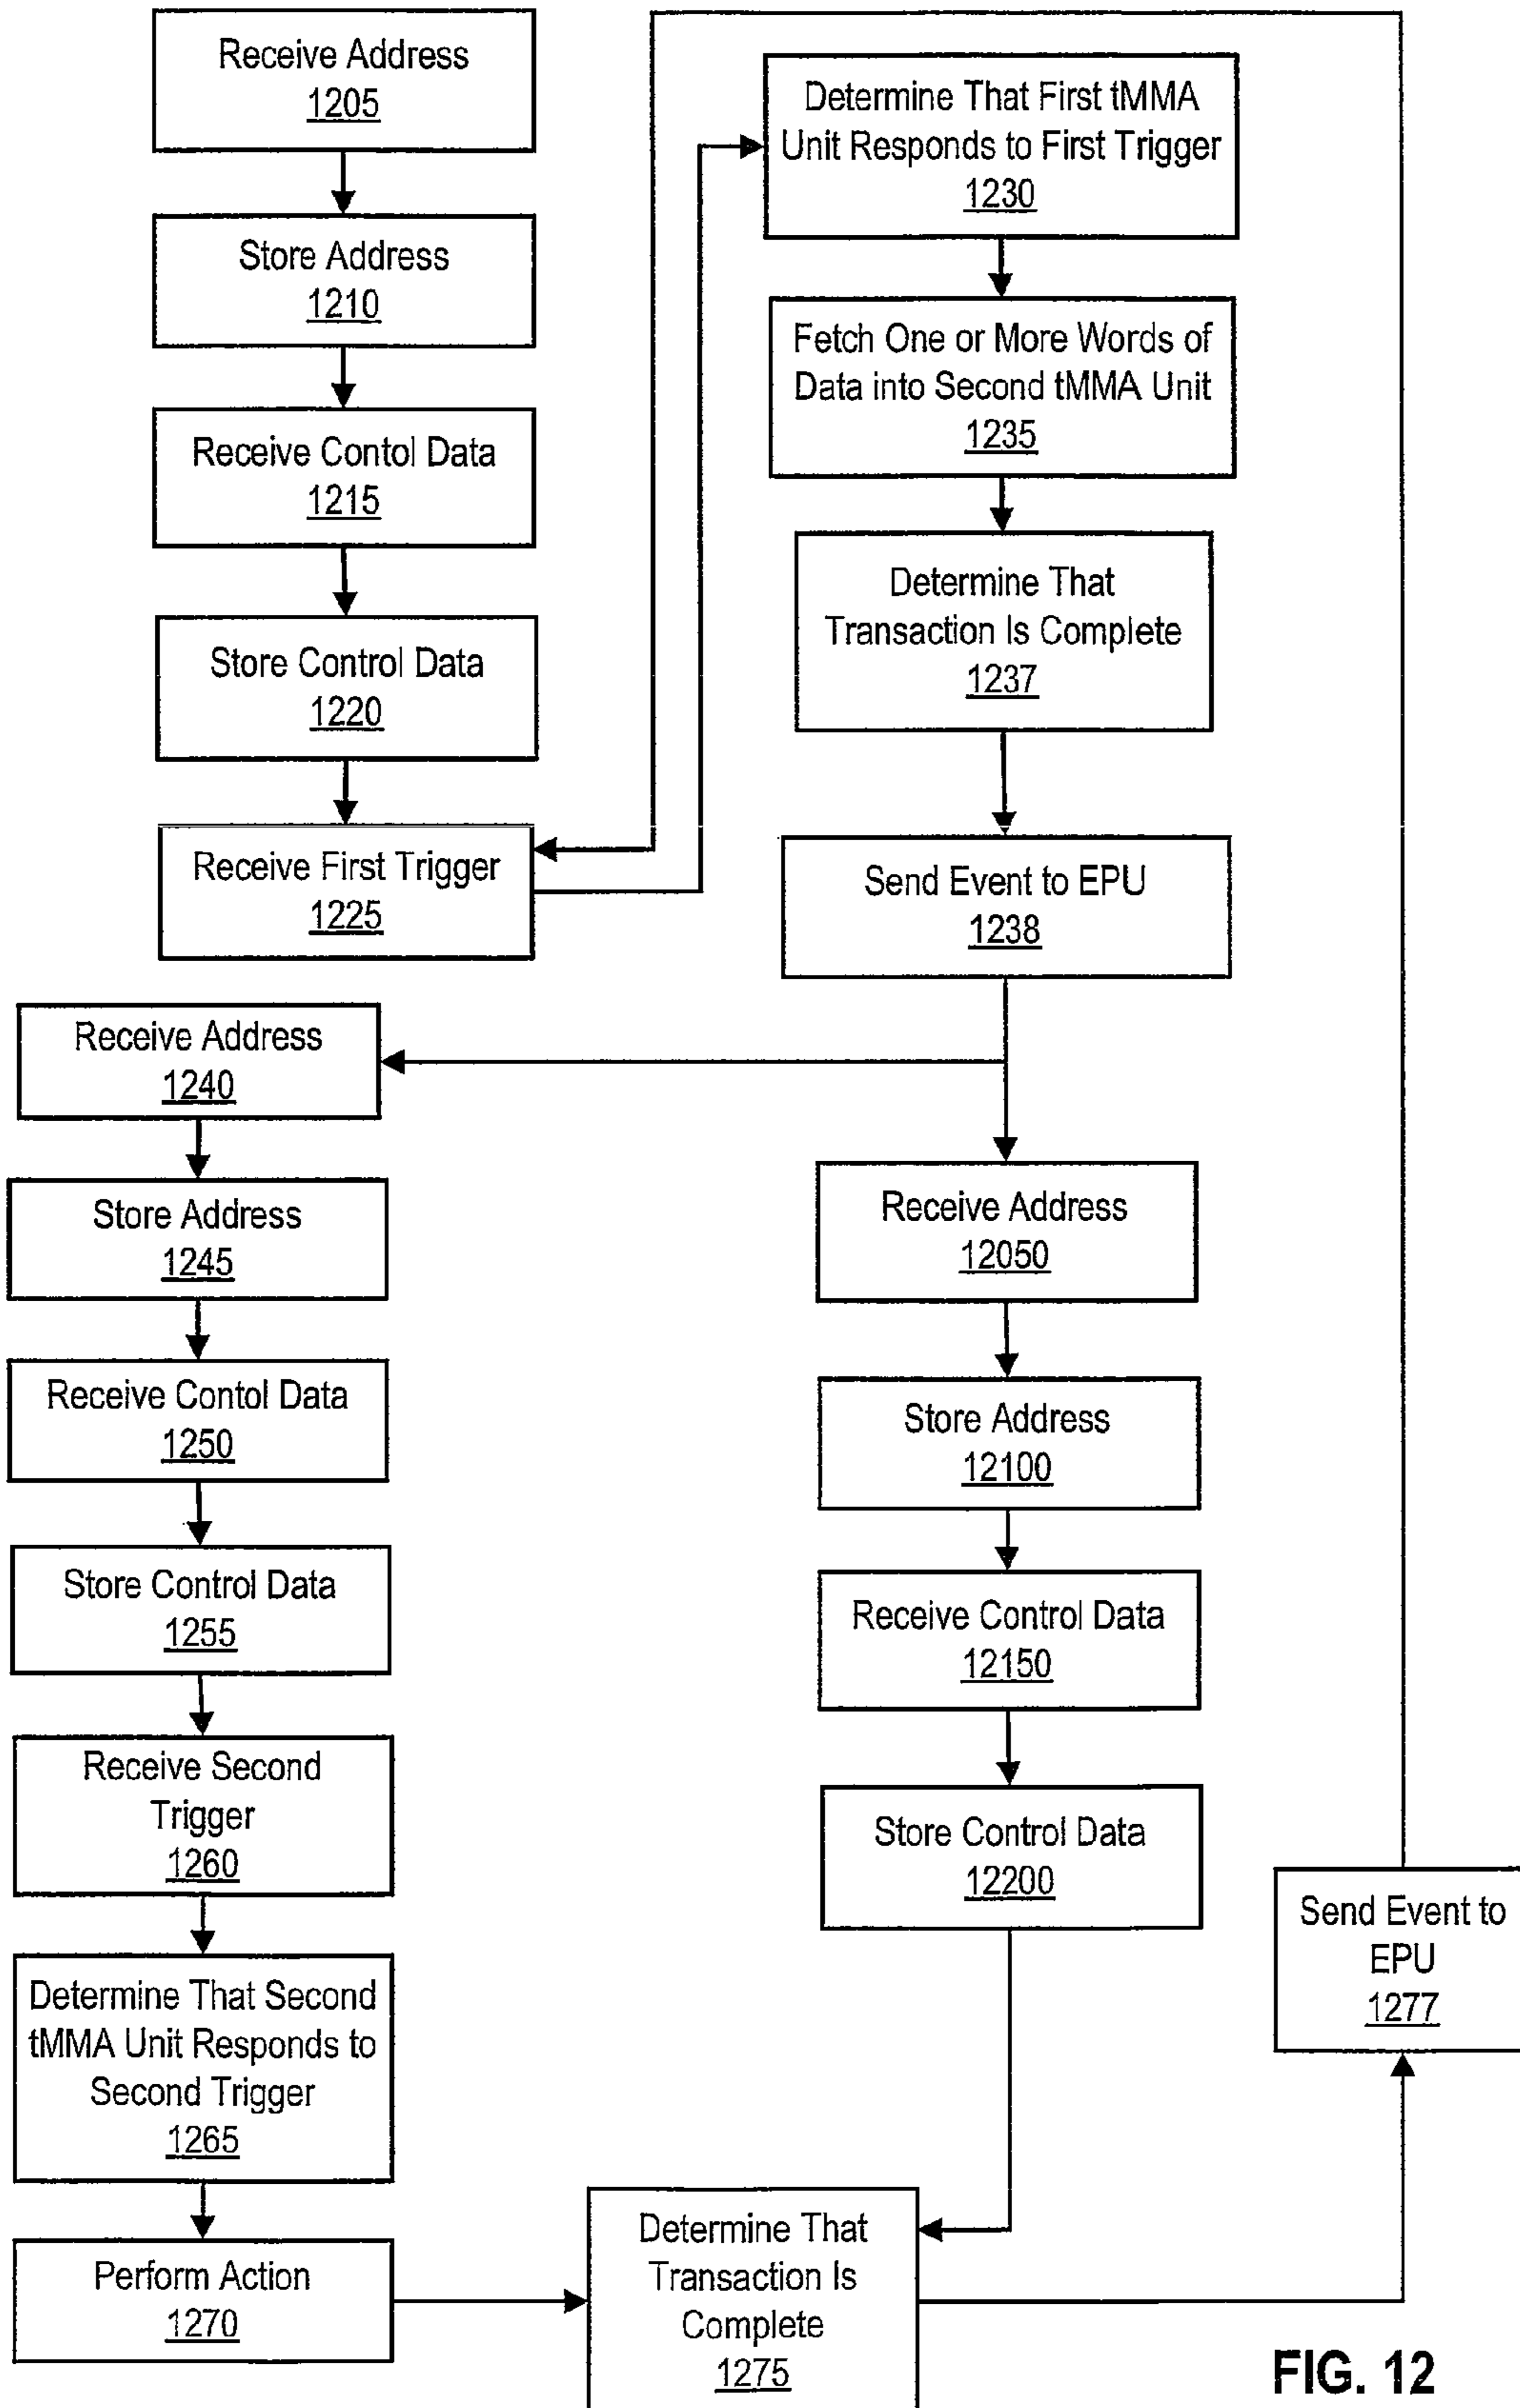 Receive Address
1205
Store Address
1210
Receive Contol Data
1215
Store Control Data
1220
Receive First Trigger
1225
Determine That First tMMA
Unit Responds to First Trigger
1230
Fetch One or More Words of
Data into Second tMMA Unit
1235
Determine That
Transaction Is Complete
1237
Send Event to EPU
1238
Receive Address
1240
Store Address
1245
Receive Contol Data
1250
Store Control Data
1255
Receive Second
Trigger
1260
Determine That Second
tMMA Unit Responds to
Second Trigger
1265
Perform Action
1270
Receive Address
12050
Store Address
12100
Receive Control Data
12150
Store Control Data
12200
Determine That
Transaction Is
Complete
1275
Send Event to
EPU
1277
FIG. 12